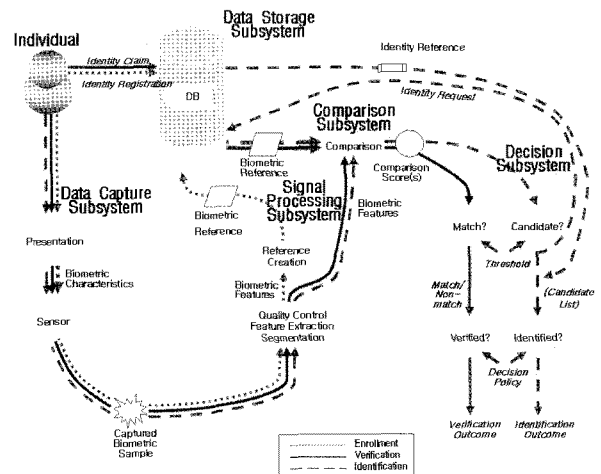 Individual
Data Storage
Subsystem
Identity Claim
Identity Registration
DB
Identity Reference
Identity Request
Comparison
Subsystem
Biometric
Reference
Comparison
Comparison
Score(s)
Decision
Subsystem
Data Capture
Subsystem
Signal
Processing
Subsystem
Biometric
Features
Biometric
Reference
Presentation
Match?
Candidate?
Reference
Creation
Threshold
Biometric
Characteristics
Biometric
Features
Match/
Non-
match
(Candidate
List)
Sensor
Quality Control
Feature Extraction
Segmentation
Verified?
Identified?
Decision
Policy
Captured
Biometric
Sample
Verification
Outcome
Identification
Outcome
Enrollment
Verification
Identification